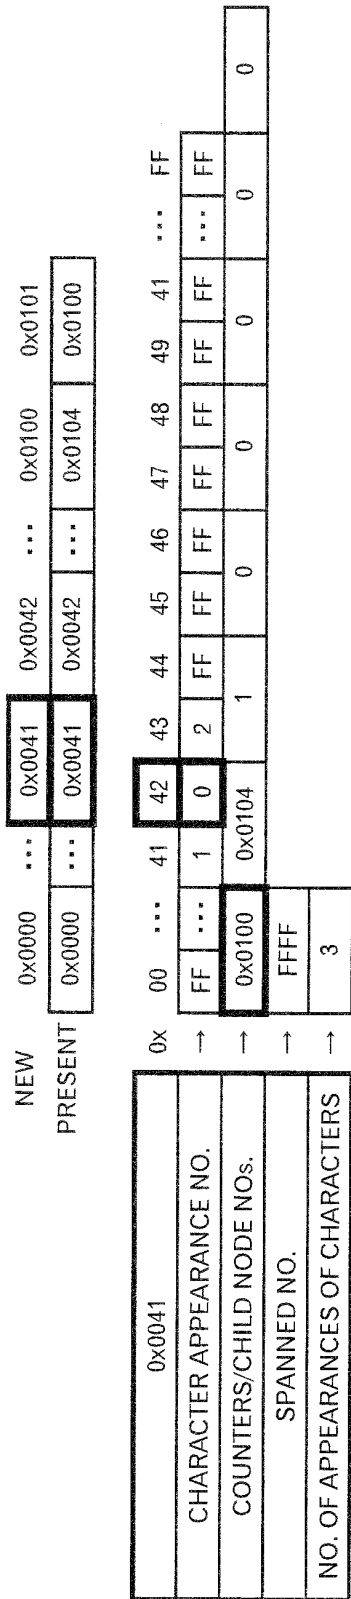 NEW 0x0000 ... 0x0041 0x0042 ... 0x0100 0x0101
PRESENT 0x0000 ... 0x0041 0x0042 ... 0x0104 0x0100
0x0041 0x 00 ... 41 42 43 44 45 46 47 48 49 41 ... FF
CHARACTER APPEARANCE NO. → FF ... 1 0 2 FF FF FF FF FF FF FF ... FF
COUNTERS/CHILD NODE NOs. → 0x0100 0x0104 1 0 0 0 0 0
SPANNED NO. → FFFF
NO. OF APPEARANCES OF CHARACTERS → 3